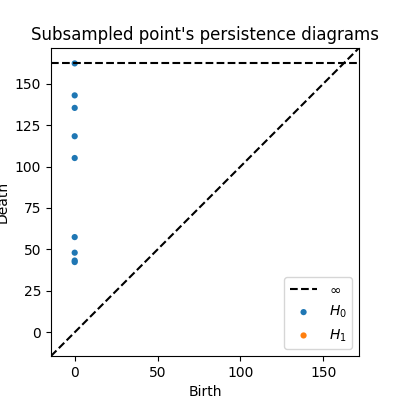 Subsampled point's persistence diagrams
150
125
100
75
50
25
0
Death
0 50 100 150
Birth
∞
H₀
H₁